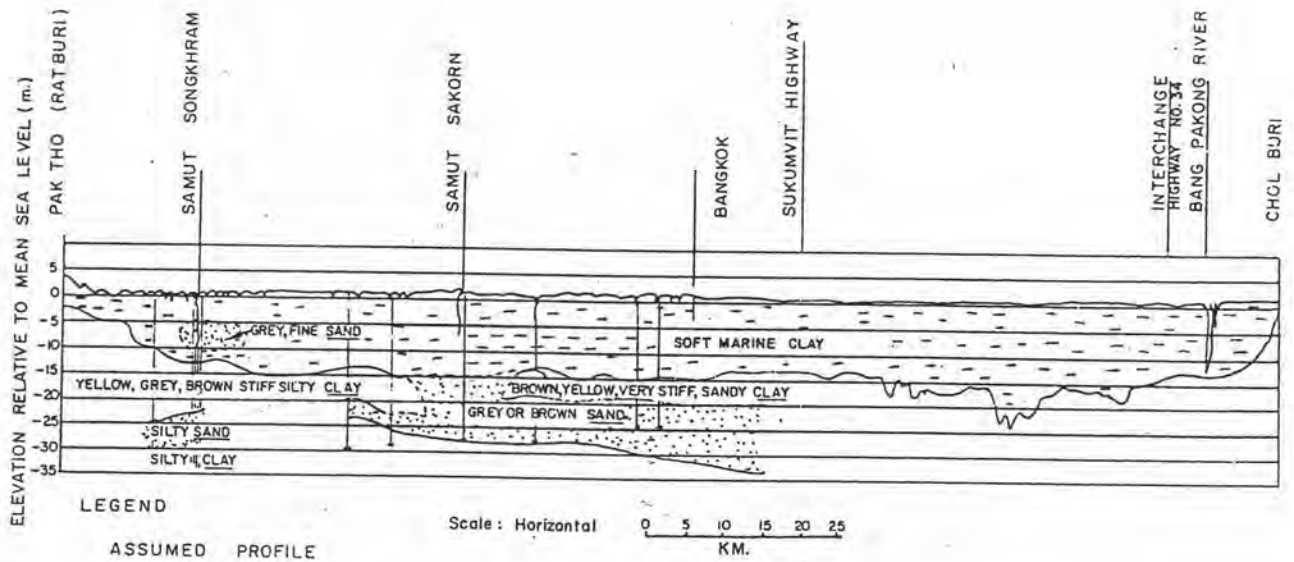 ELEVATION RELATIVE TO MEAN SEA LEVEL (m.)
PAK THO (RATBURI)
SAMUT SONGKHRAM
SAMUT SAKORN
BANGKOK
SUKUMVIT HIGHWAY
INTERCHANGE
HIGHWAY NO. 34
BANG PAKONG RIVER
CHOL BURI
5
0
-5
-10
-15
-20
-25
-30
-35
GREY, FINE SAND
SOFT MARINE CLAY
YELLOW, GREY, BROWN STIFF SILTY CLAY
BROWN, YELLOW, VERY STIFF, SANDY CLAY
GREY OR BROWN SAND
SILTY SAND
SILTY CLAY
LEGEND
Scale: Horizontal 0 5 10 15 20 25
KM.
ASSUMED PROFILE